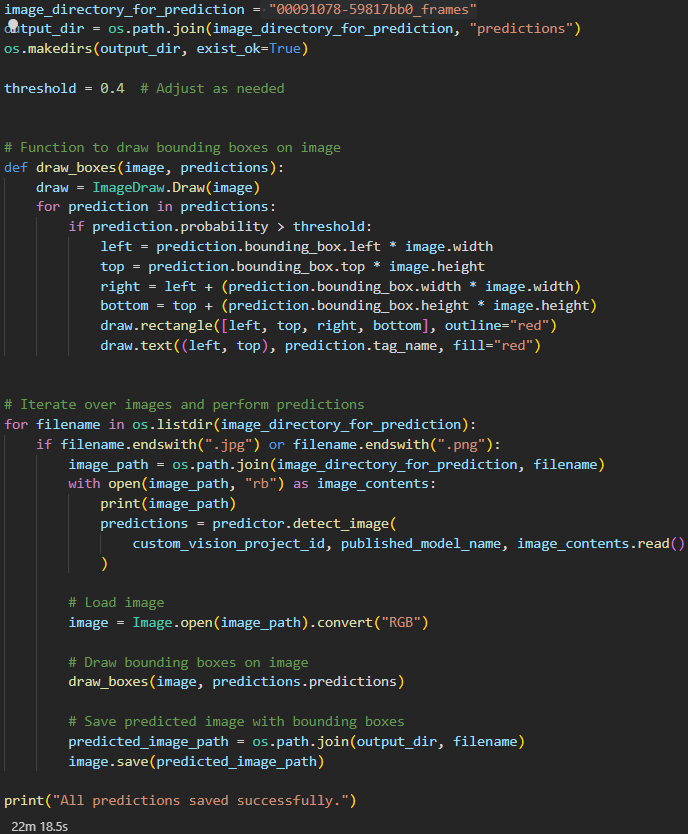 image_directory_for_prediction = "00091078-59817bb0_frames"
output_dir = os.path.join(image_directory_for_prediction, "predictions")
os.makedirs(output_dir, exist_ok=True)
threshold = 0.4  # Adjust as needed
# Function to draw bounding boxes on image
def draw_boxes(image, predictions):
    draw = ImageDraw.Draw(image)
    for prediction in predictions:
        if prediction.probability > threshold:
            left = prediction.bounding_box.left * image.width
            top = prediction.bounding_box.top * image.height
            right = left + (prediction.bounding_box.width * image.width)
            bottom = top + (prediction.bounding_box.height * image.height)
            draw.rectangle([left, top, right, bottom], outline="red")
            draw.text((left, top), prediction.tag_name, fill="red")
# Iterate over images and perform predictions
for filename in os.listdir(image_directory_for_prediction):
    if filename.endswith(".jpg") or filename.endswith(".png"):
        image_path = os.path.join(image_directory_for_prediction, filename)
        with open(image_path, "rb") as image_contents:
            print(image_path)
            predictions = predictor.detect_image(
                custom_vision_project_id, published_model_name, image_contents.read()
            )
        # Load image
        image = Image.open(image_path).convert("RGB")
        # Draw bounding boxes on image
        draw_boxes(image, predictions.predictions)
        # Save predicted image with bounding boxes
        predicted_image_path = os.path.join(output_dir, filename)
        image.save(predicted_image_path)
print("All predictions saved successfully.")
22m 18.5s